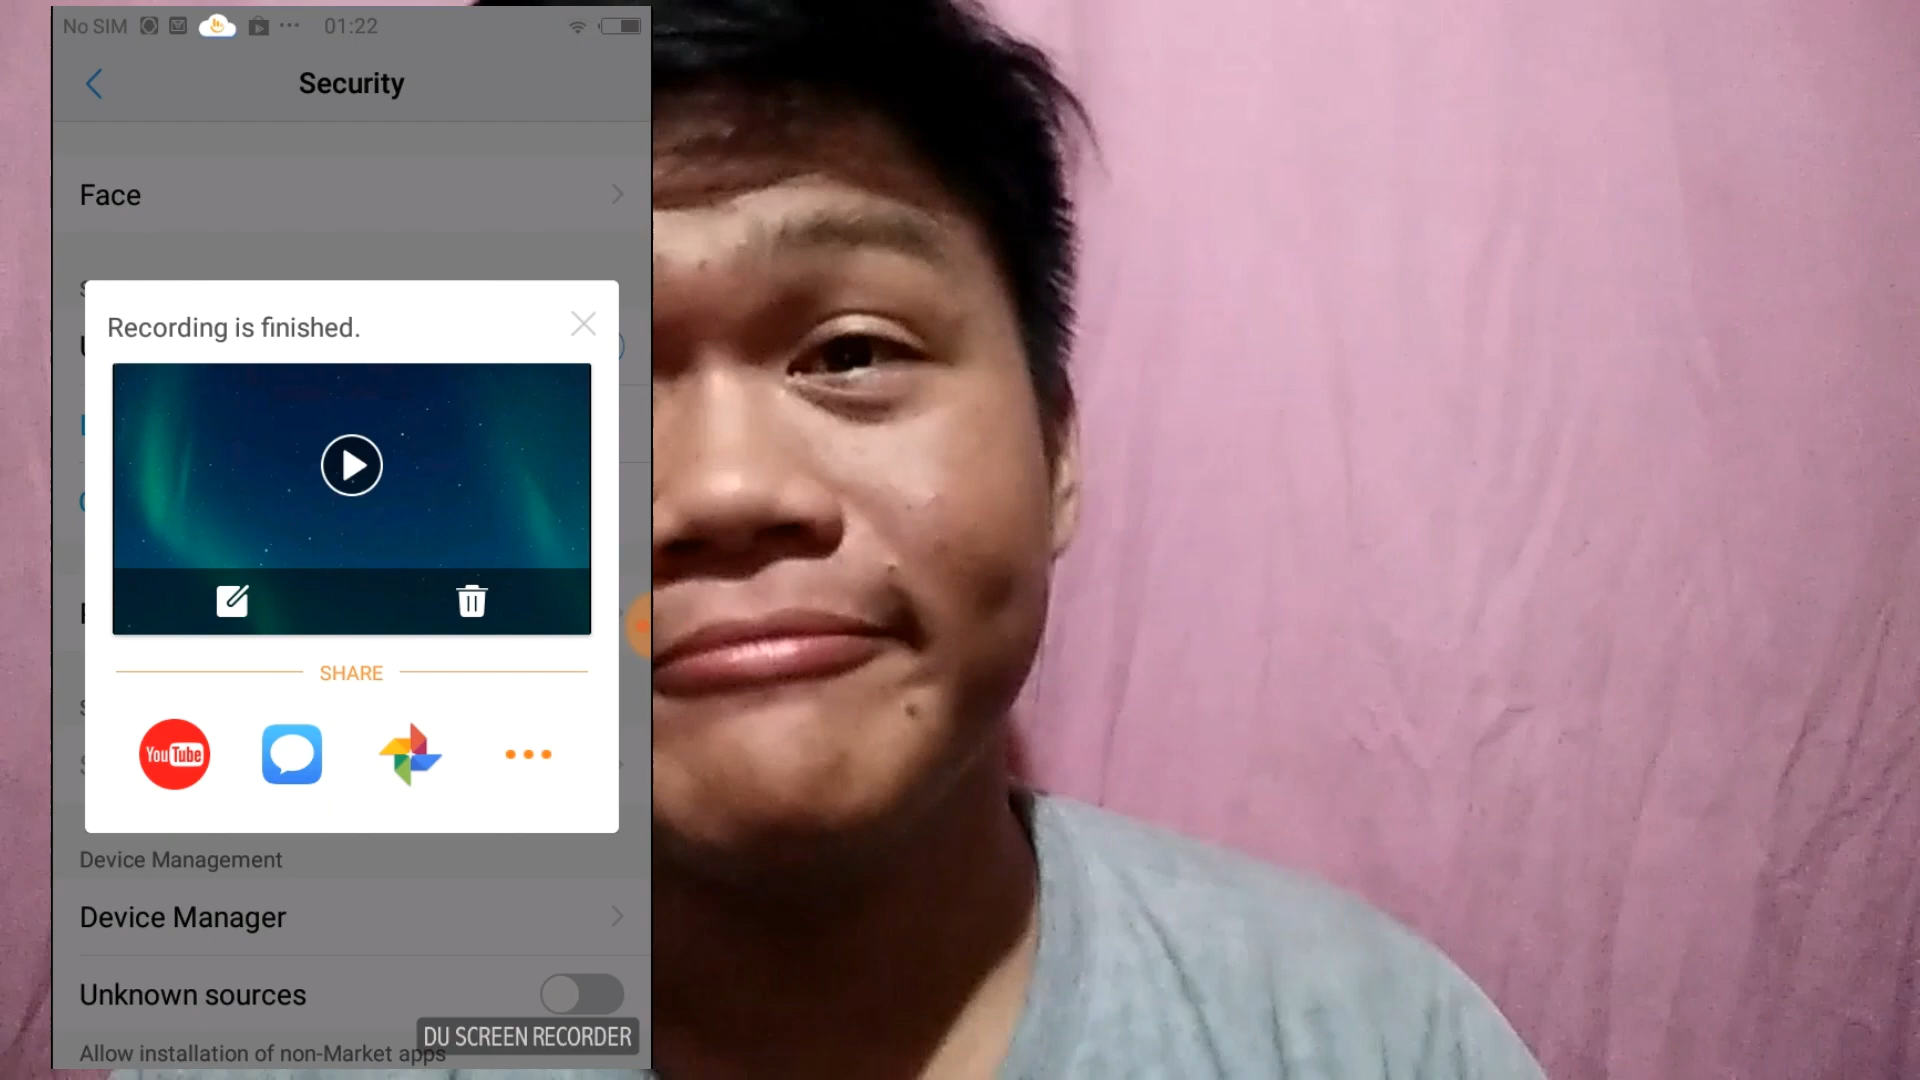 No SIM
01:22
Security
Face
Recording is finished.
SHARE
YouTube
Device Management
Device Manager
Unknown sources
DU SCREEN RECORDER
Allow installation of non-Market apps